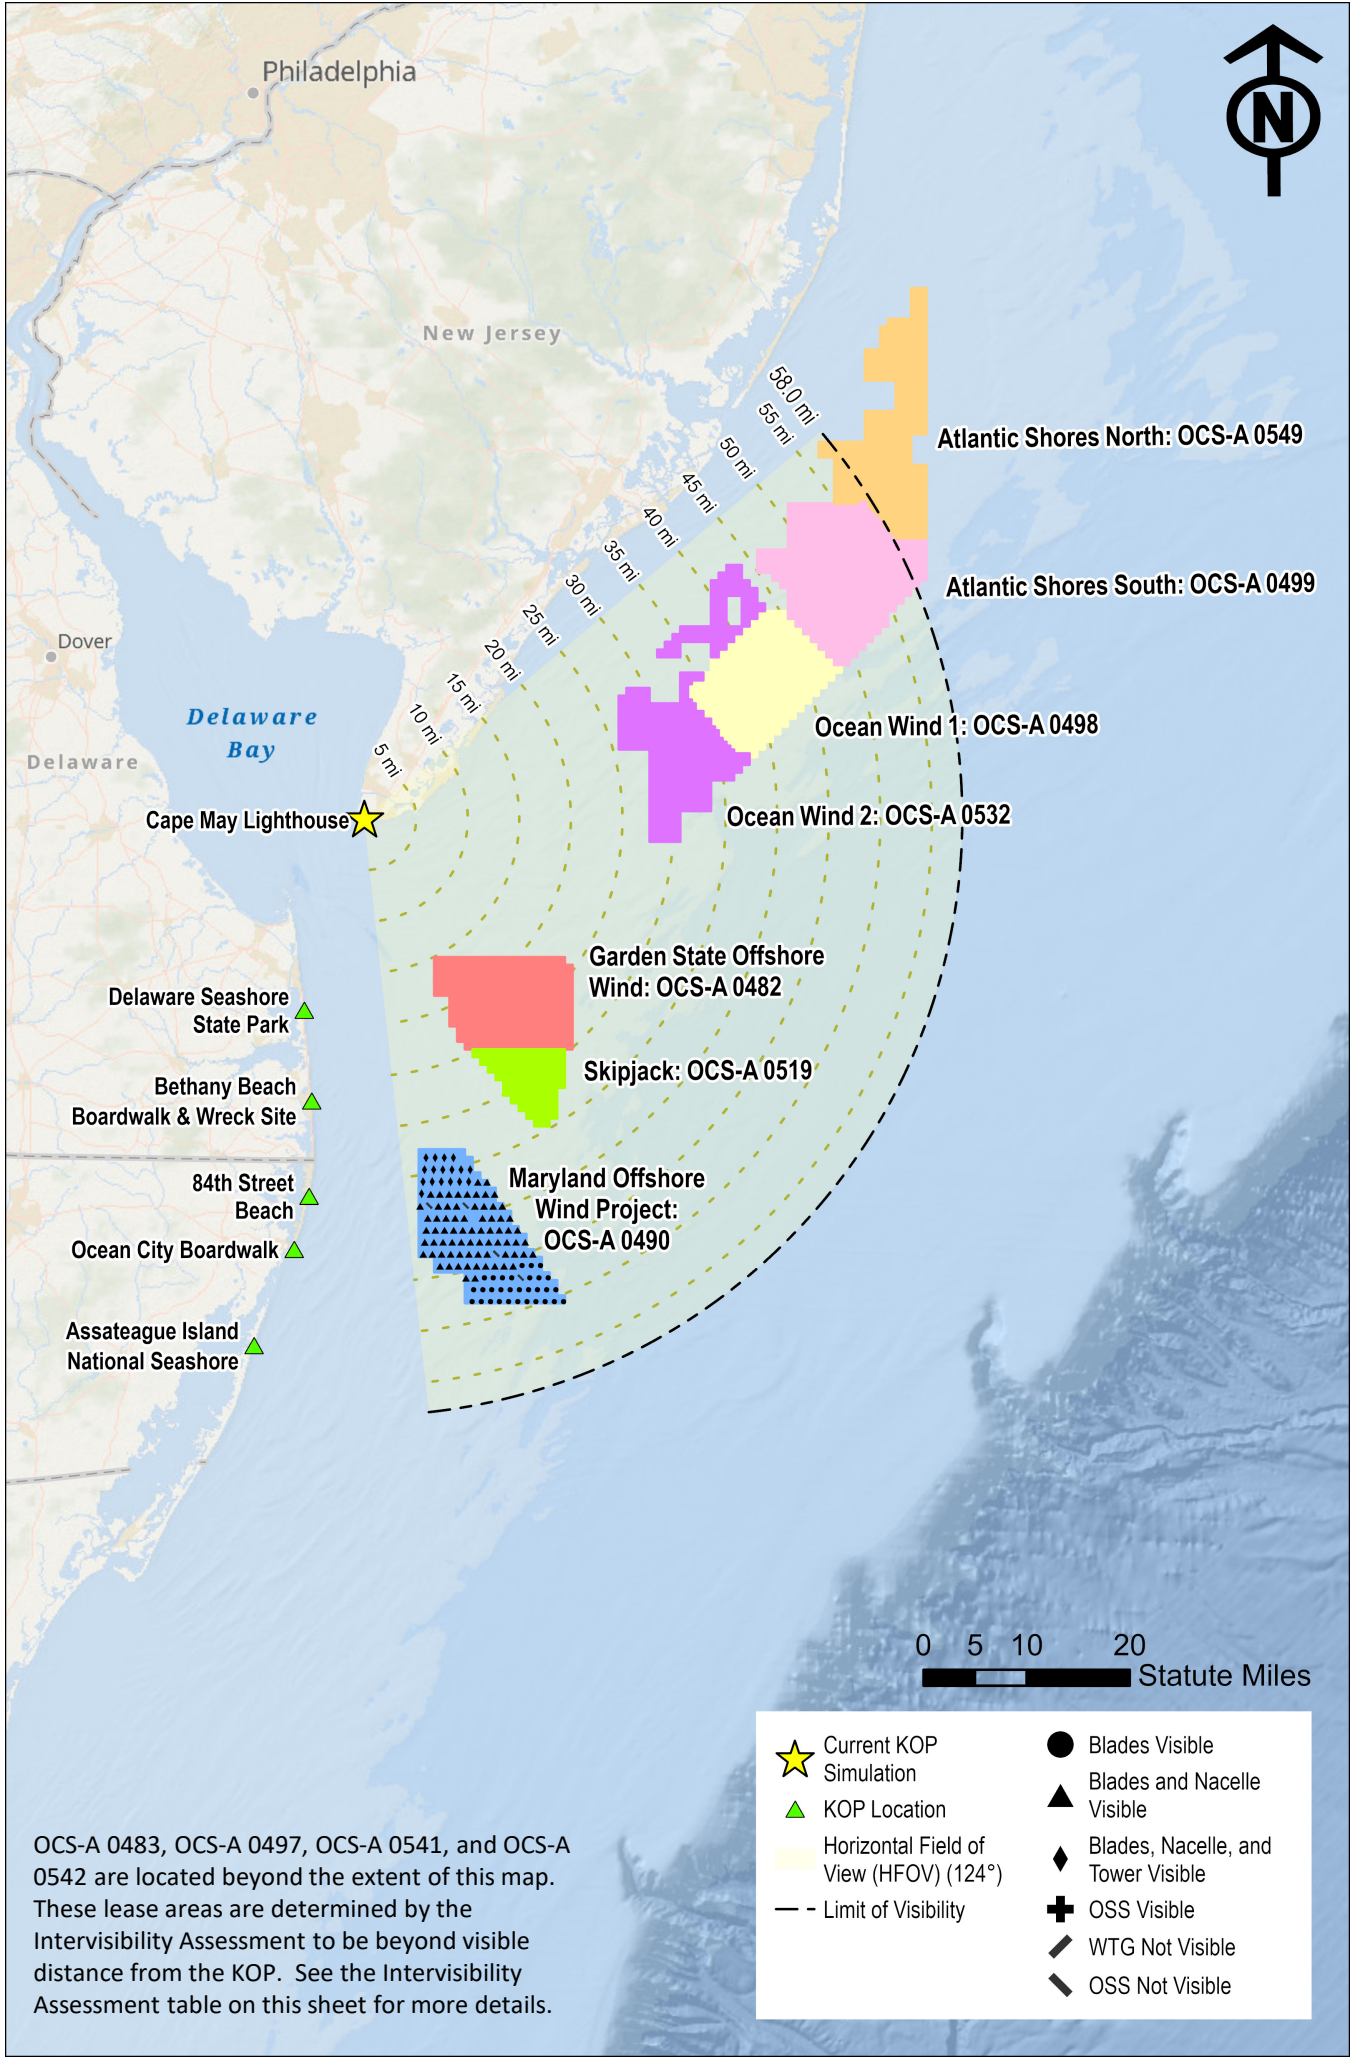 Philadelphia
N
New Jersey
58.0 mi
55 mi
50 mi
45 mi
40 mi
35 mi
30 mi
25 mi
20 mi
15 mi
10 mi
5 mi
Atlantic Shores North: OCS-A 0549
Atlantic Shores South: OCS-A 0499
Dover
Delaware
Bay
Delaware
Ocean Wind 1: OCS-A 0498
Cape May Lighthouse
Ocean Wind 2: OCS-A 0532
Garden State Offshore
Wind: OCS-A 0482
Delaware Seashore
State Park
Skipjack: OCS-A 0519
Bethany Beach
Boardwalk & Wreck Site
Maryland Offshore
Wind Project:
OCS-A 0490
84th Street
Beach
Ocean City Boardwalk
Assateague Island
National Seashore
0 5 10 20
Statute Miles
Current KOP
Simulation
KOP Location
Horizontal Field of
View (HFOV) (124°)
Limit of Visibility
Blades Visible
Blades and Nacelle
Visible
Blades, Nacelle, and
Tower Visible
OSS Visible
WTG Not Visible
OSS Not Visible
OCS-A 0483, OCS-A 0497, OCS-A 0541, and OCS-A
0542 are located beyond the extent of this map.
These lease areas are determined by the
Intervisibility Assessment to be beyond visible
distance from the KOP.  See the Intervisibility
Assessment table on this sheet for more details.